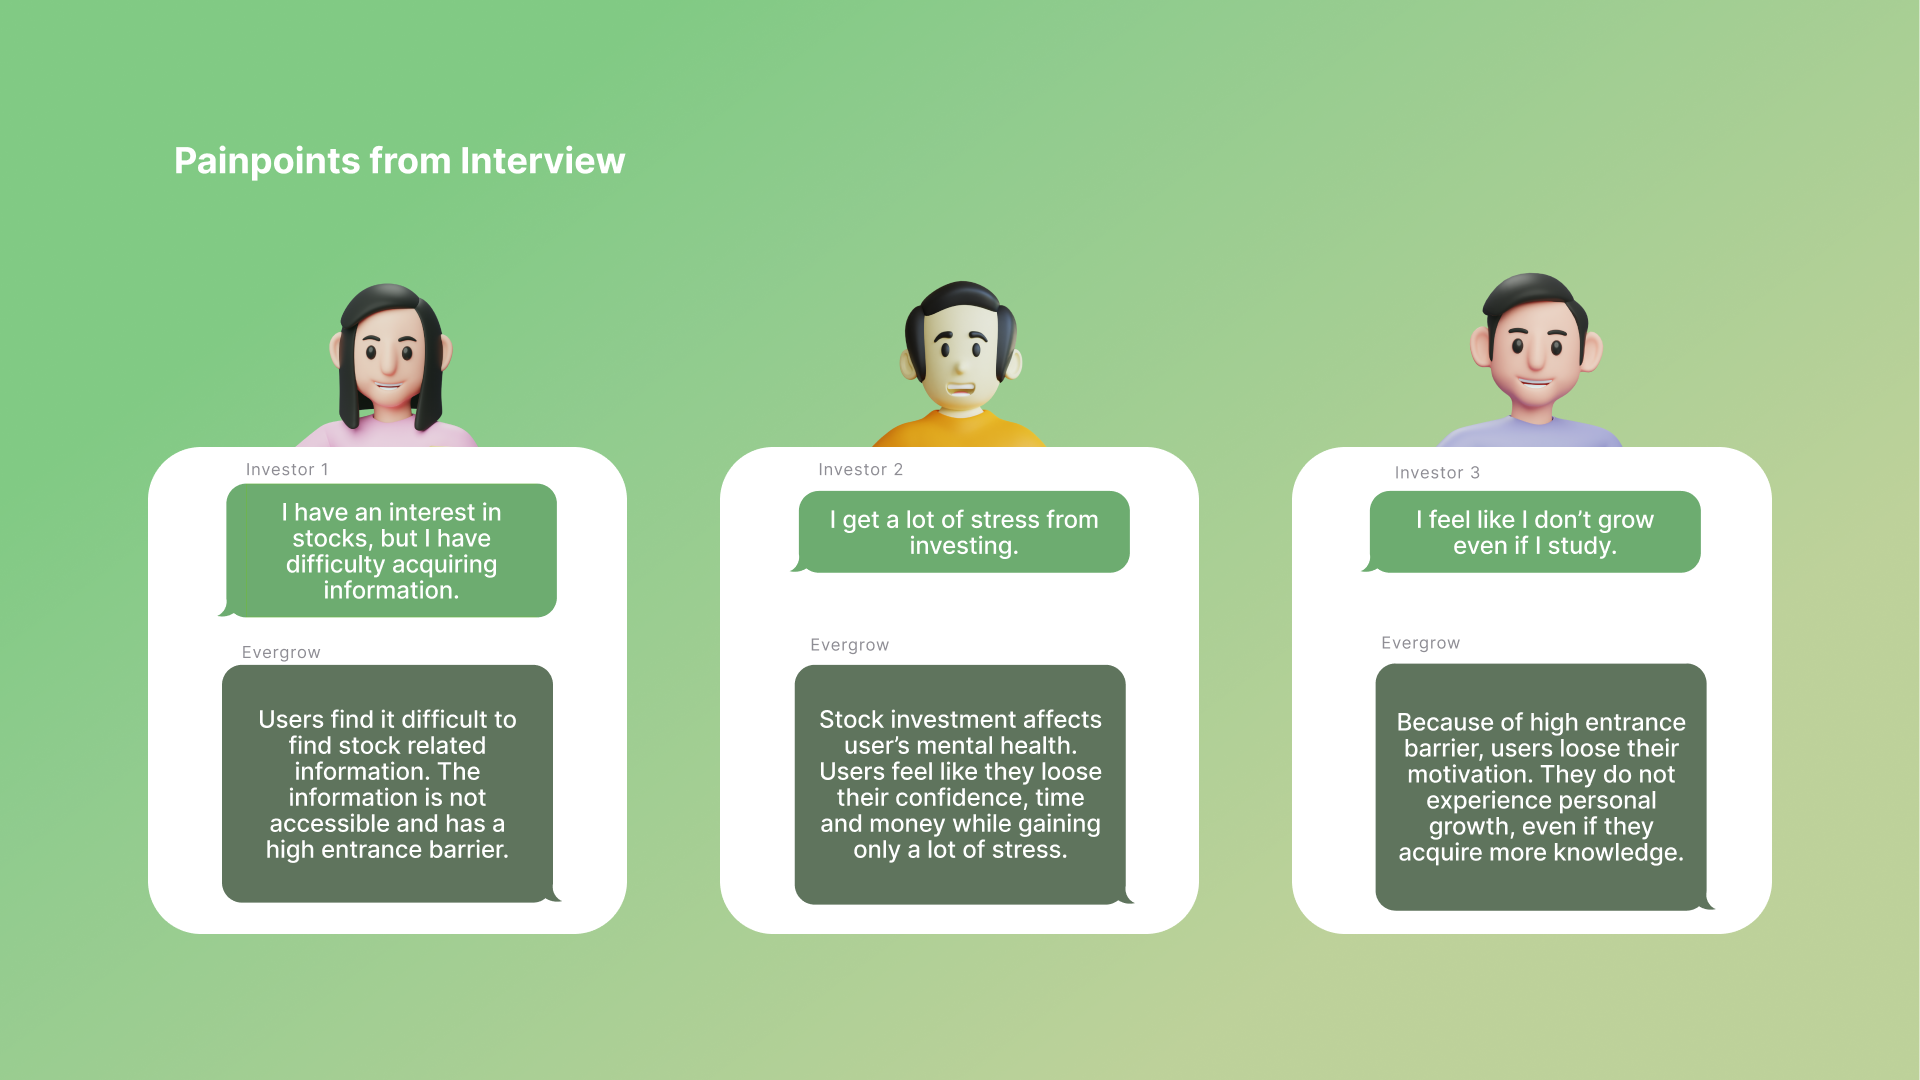 Painpoints from Interview
Investor 1
I have an interest in
stocks, but I have
difficulty acquiring
information.
Evergrow
Users find it difficult to
find stock related
information. The
information is not
accessible and has a
high entrance barrier.
Investor 2
I get a lot of stress from
investing.
Evergrow
Stock investment affects
user’s mental health.
Users feel like they loose
their confidence, time
and money while gaining
only a lot of stress.
Investor 3
I feel like I don’t grow
even if I study.
Evergrow
Because of high entrance
barrier, users loose their
motivation. They do not
experience personal
growth, even if they
acquire more knowledge.